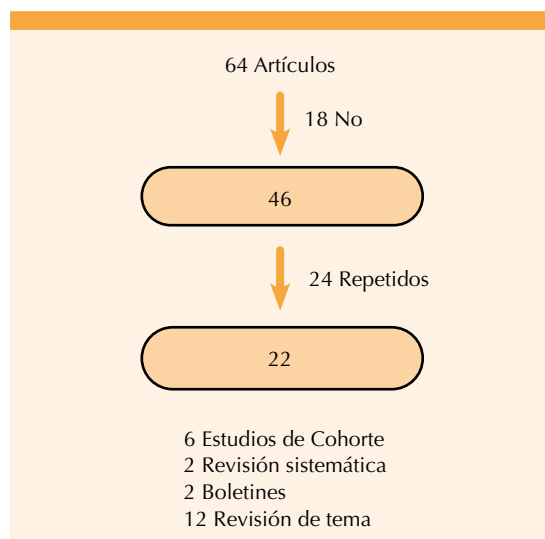 64 Artículos
18 No
46
24 Repetidos
22
6 Estudios de Cohorte
2 Revisión sistemática
2 Boletines
12 Revisión de tema